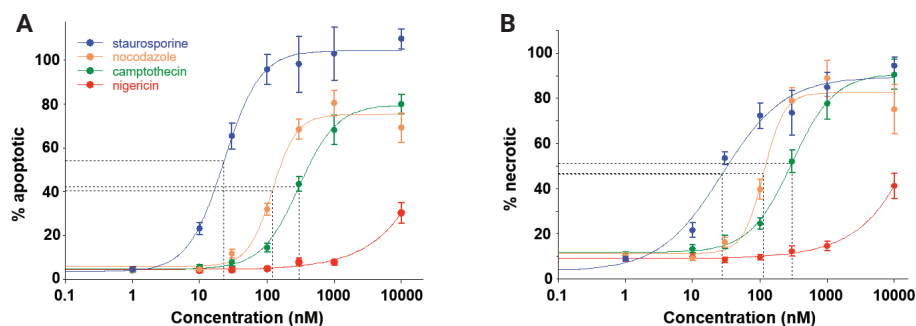 A
% apoptotic
100
80
60
40
20
0
staurosporine
nocodazole
camptothecin
nigericin
0.1 1 10 100 1000 10000
Concentration (nM)
B
% necrotic
100
80
60
40
20
0
0.1 1 10 100 1000 10000
Concentration (nM)